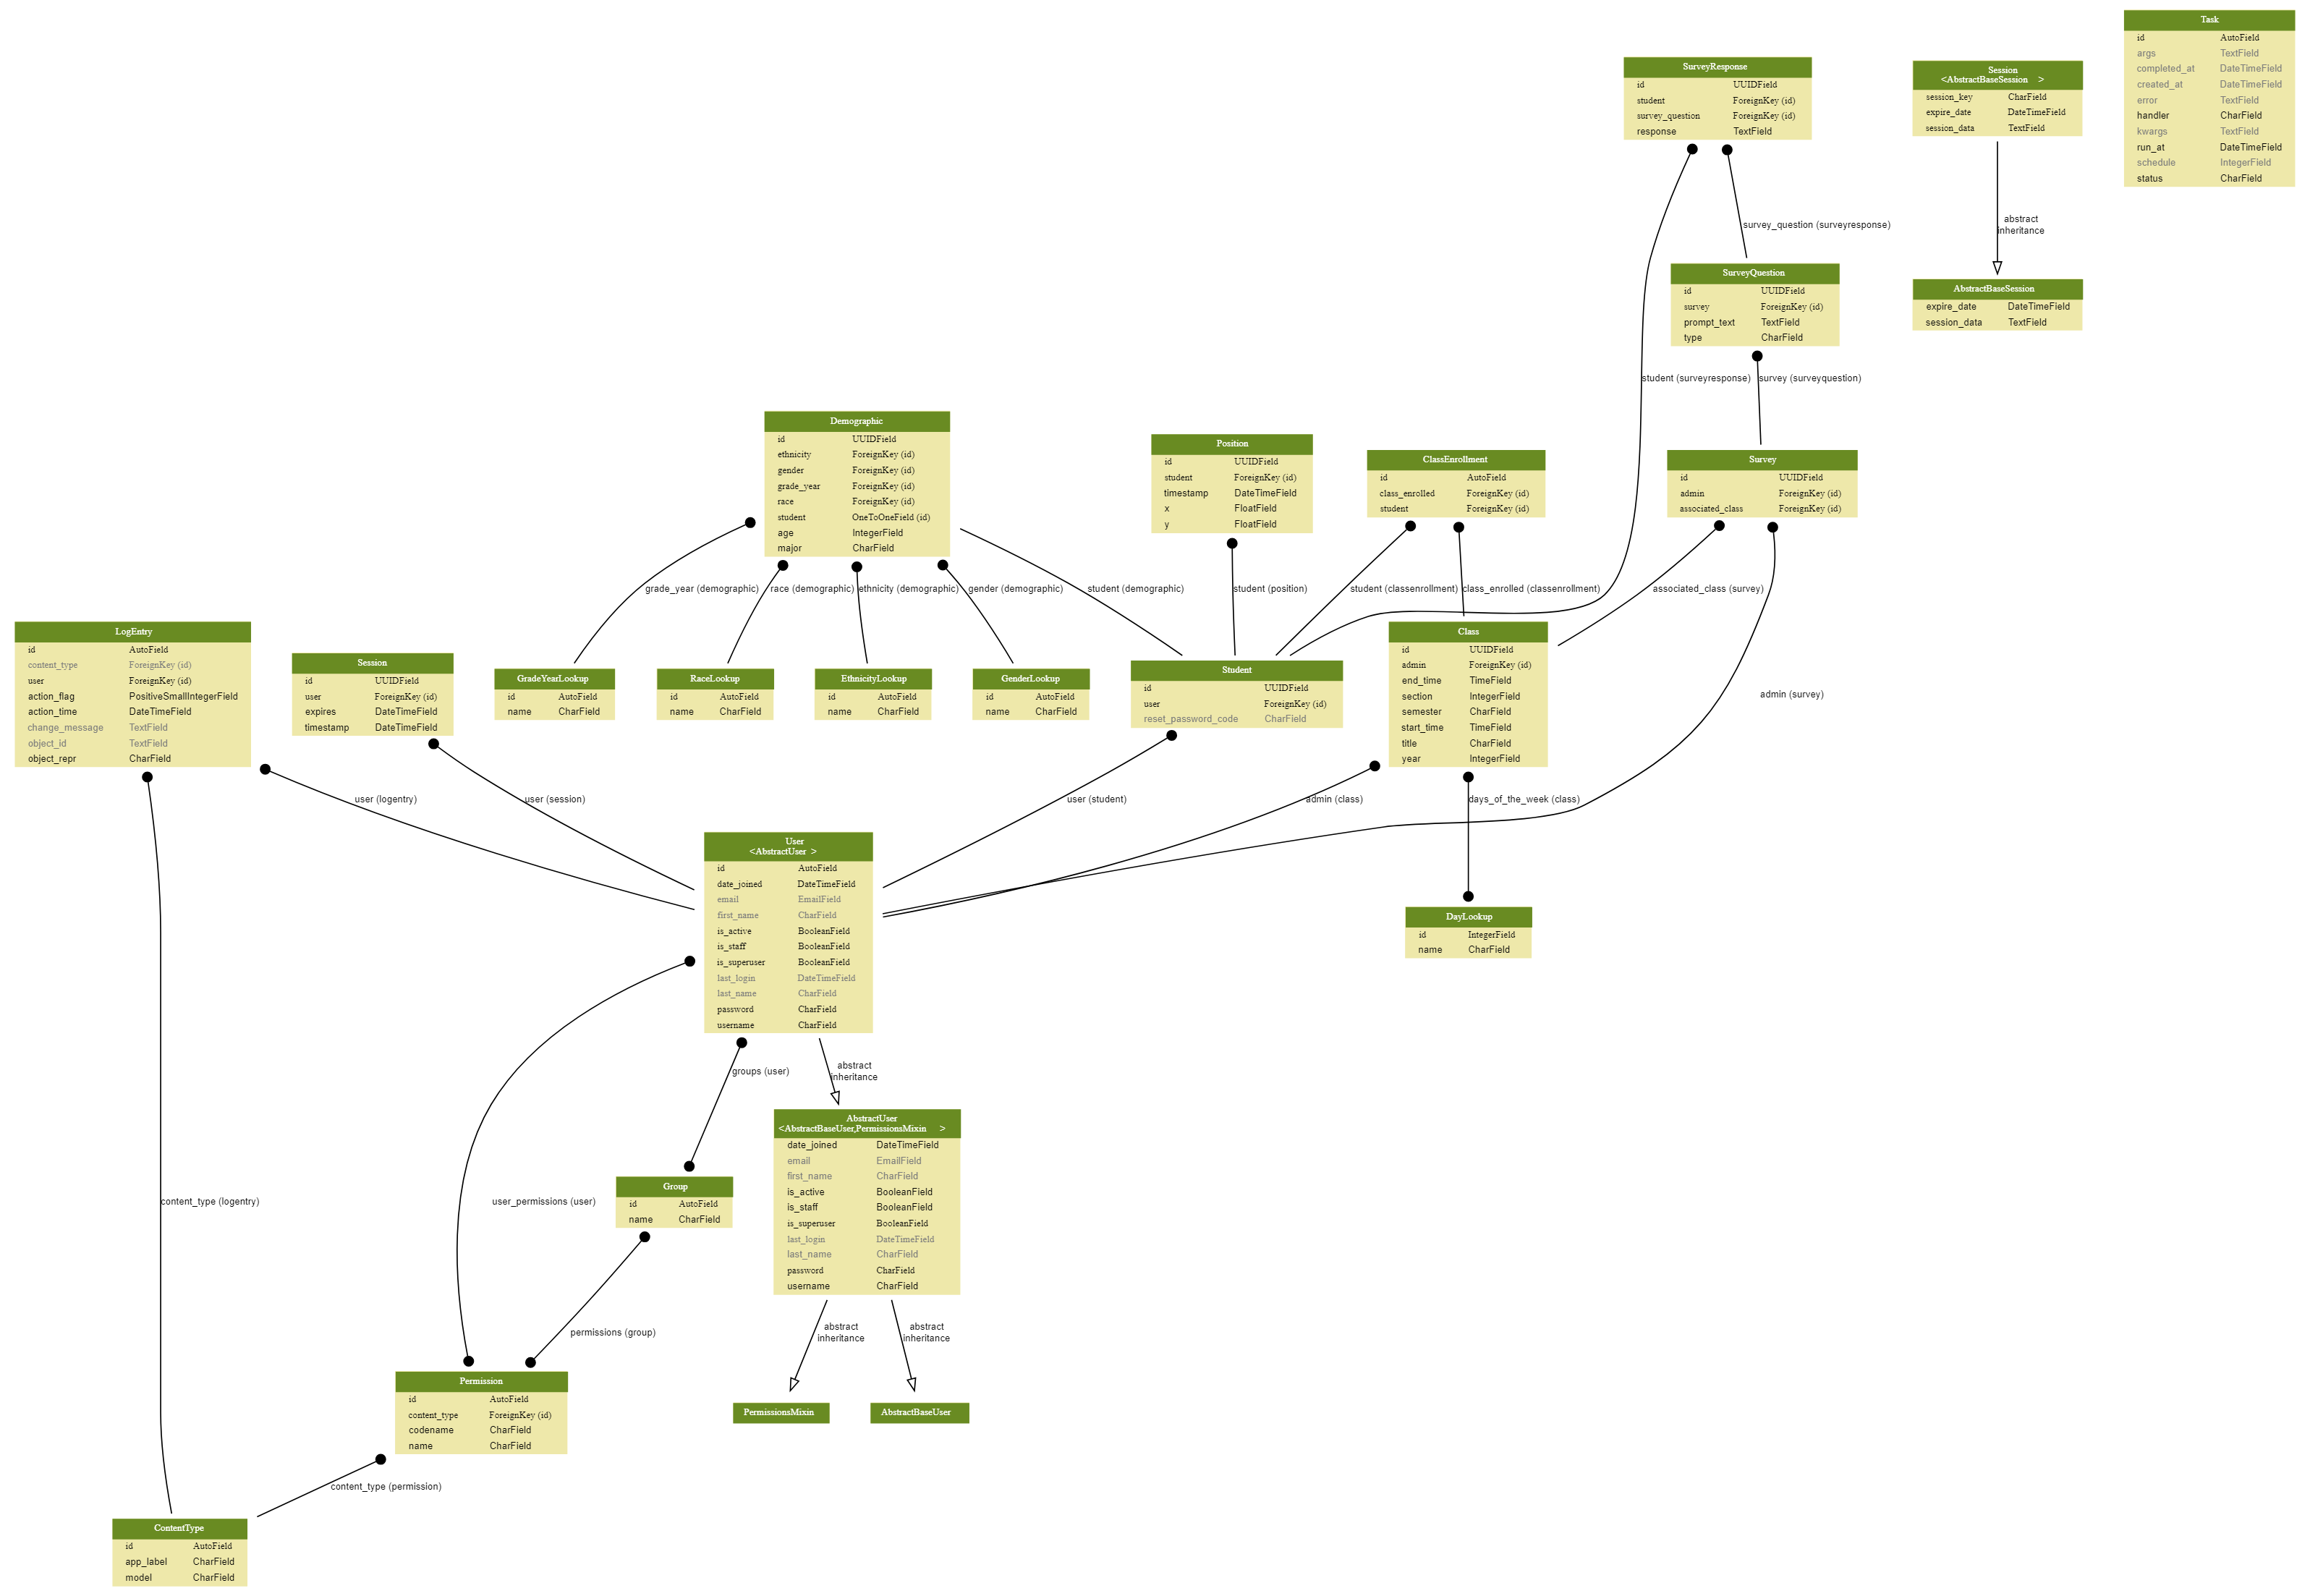 Task
id AutoField
args TextField
completed_at DateTimeField
created_at DateTimeField
error TextField
handler CharField
kwargs TextField
run_at DateTimeField
schedule IntegerField
status CharField
SurveyResponse
id UUIDField
student ForeignKey (id)
survey_question ForeignKey (id)
response TextField
Session
<AbstractBaseSession >
session_key CharField
expire_date DateTimeField
session_data TextField
survey_question (surveyresponse)
abstract
inheritance
SurveyQuestion
id UUIDField
survey ForeignKey (id)
prompt_text TextField
type CharField
AbstractBaseSession
expire_date DateTimeField
session_data TextField
student (surveyresponse)
survey (surveyquestion)
Demographic
id UUIDField
ethnicity ForeignKey (id)
gender ForeignKey (id)
grade_year ForeignKey (id)
race ForeignKey (id)
student OneToOneField (id)
age IntegerField
major CharField
Position
id UUIDField
student ForeignKey (id)
timestamp DateTimeField
x FloatField
y FloatField
ClassEnrollment
id AutoField
class_enrolled ForeignKey (id)
student ForeignKey (id)
Survey
id UUIDField
admin ForeignKey (id)
associated_class ForeignKey (id)
grade_year (demographic)
race (demographic)
ethnicity (demographic)
gender (demographic)
student (demographic)
student (position)
student (classenrollment)
class_enrolled (classenrollment)
associated_class (survey)
LogEntry
id AutoField
content_type ForeignKey (id)
user ForeignKey (id)
action_flag PositiveSmallIntegerField
action_time DateTimeField
change_message TextField
object_id TextField
object_repr CharField
Session
id UUIDField
user ForeignKey (id)
expires DateTimeField
timestamp DateTimeField
GradeYearLookup
id AutoField
name CharField
RaceLookup
id AutoField
name CharField
EthnicityLookup
id AutoField
name CharField
GenderLookup
id AutoField
name CharField
Student
id UUIDField
user ForeignKey (id)
reset_password_code CharField
Class
id UUIDField
admin ForeignKey (id)
end_time TimeField
section IntegerField
semester CharField
start_time TimeField
title CharField
year IntegerField
admin (survey)
user (logentry)
user (session)
user (student)
admin (class)
days_of_the_week (class)
User
<AbstractUser >
id AutoField
date_joined DateTimeField
email EmailField
first_name CharField
is_active BooleanField
is_staff BooleanField
is_superuser BooleanField
last_login DateTimeField
last_name CharField
password CharField
username CharField
DayLookup
id IntegerField
name CharField
groups (user)
abstract
inheritance
AbstractUser
<AbstractBaseUser,PermissionsMixin >
date_joined DateTimeField
email EmailField
first_name CharField
is_active BooleanField
is_staff BooleanField
is_superuser BooleanField
last_login DateTimeField
last_name CharField
password CharField
username CharField
Group
id AutoField
name CharField
content_type (logentry)
user_permissions (user)
permissions (group)
abstract
inheritance
abstract
inheritance
Permission
id AutoField
content_type ForeignKey (id)
codename CharField
name CharField
PermissionsMixin
AbstractBaseUser
content_type (permission)
ContentType
id AutoField
app_label CharField
model CharField